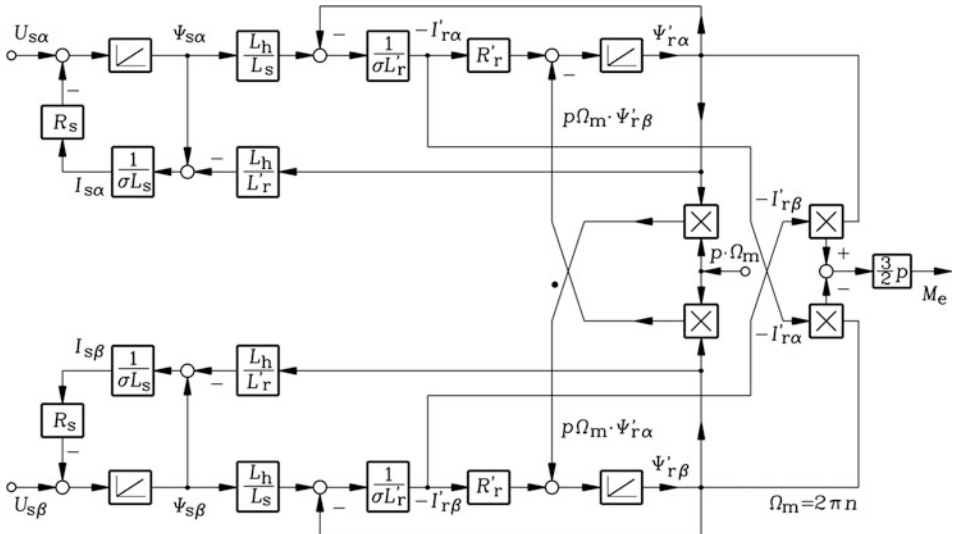 U_sα
Ψ_sα
L_h/L_s
−
1/σL'_r
−I'_rα
R'_r
−
Ψ'_rα
−
R_s
pΩ_m·Ψ'_rβ
I_sα
1/σL_s
−
L_h/L'_r
−I'_rβ
×
×
p·Ω_m
+
3/2 p
−
M_e
×
×
−I'_rα
I_sβ
1/σL_s
−
L_h/L'_r
R_s
pΩ_m·Ψ'_rα
−
Ψ'_rβ
U_sβ
Ψ_sβ
L_h/L_s
−
1/σL'_r
−I'_rβ
R'_r
Ω_m=2πn